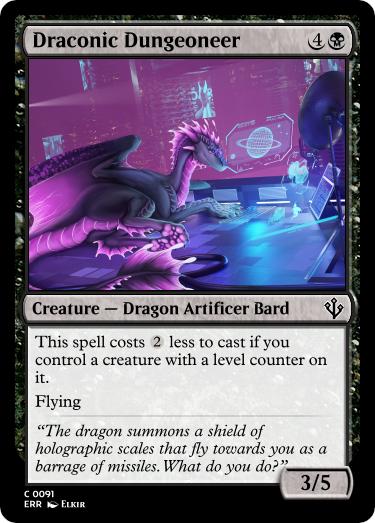 Draconic Dungeoneer 4
Creature — Dragon Artificer Bard
This spell costs 2 less to cast if you
control a creature with a level counter on
it.
Flying
“The dragon summons a shield of
holographic scales that fly towards you as a
barrage of missiles. What do you do?”
3/5
C 0091
ERR Elkir